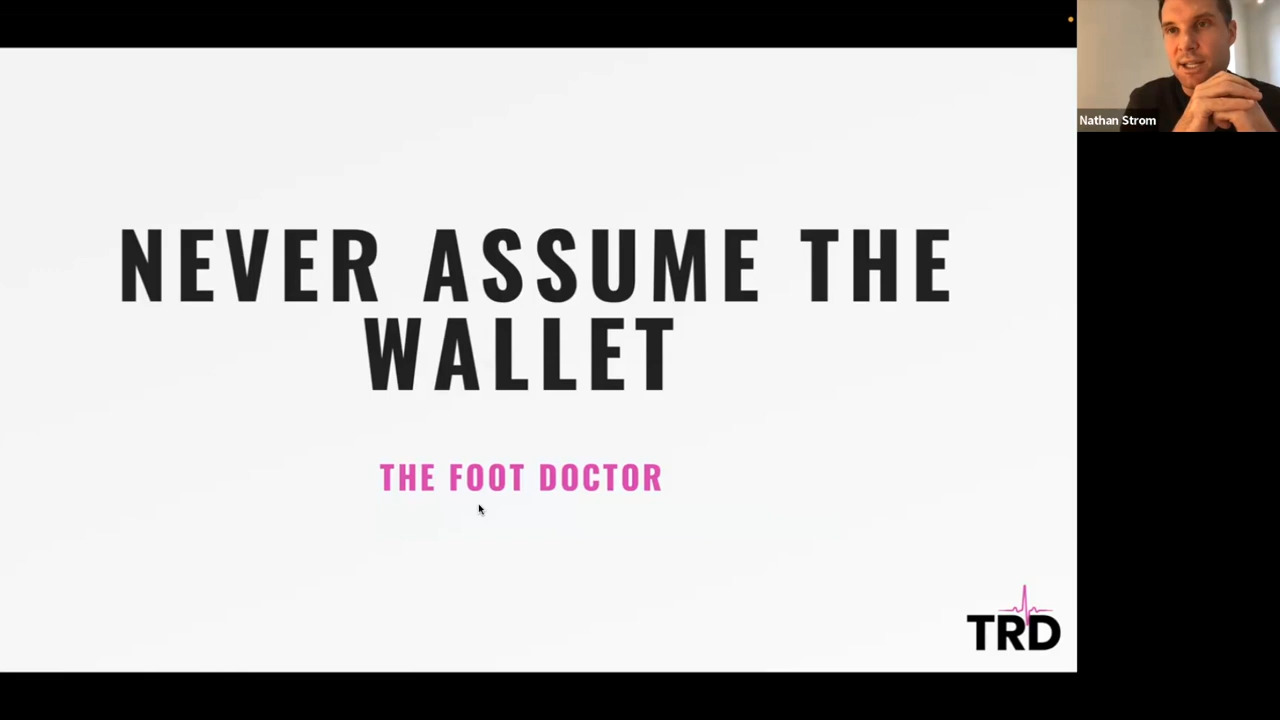 Nathan Strom
NEVER ASSUME THE
WALLET
THE FOOT DOCTOR
TRD